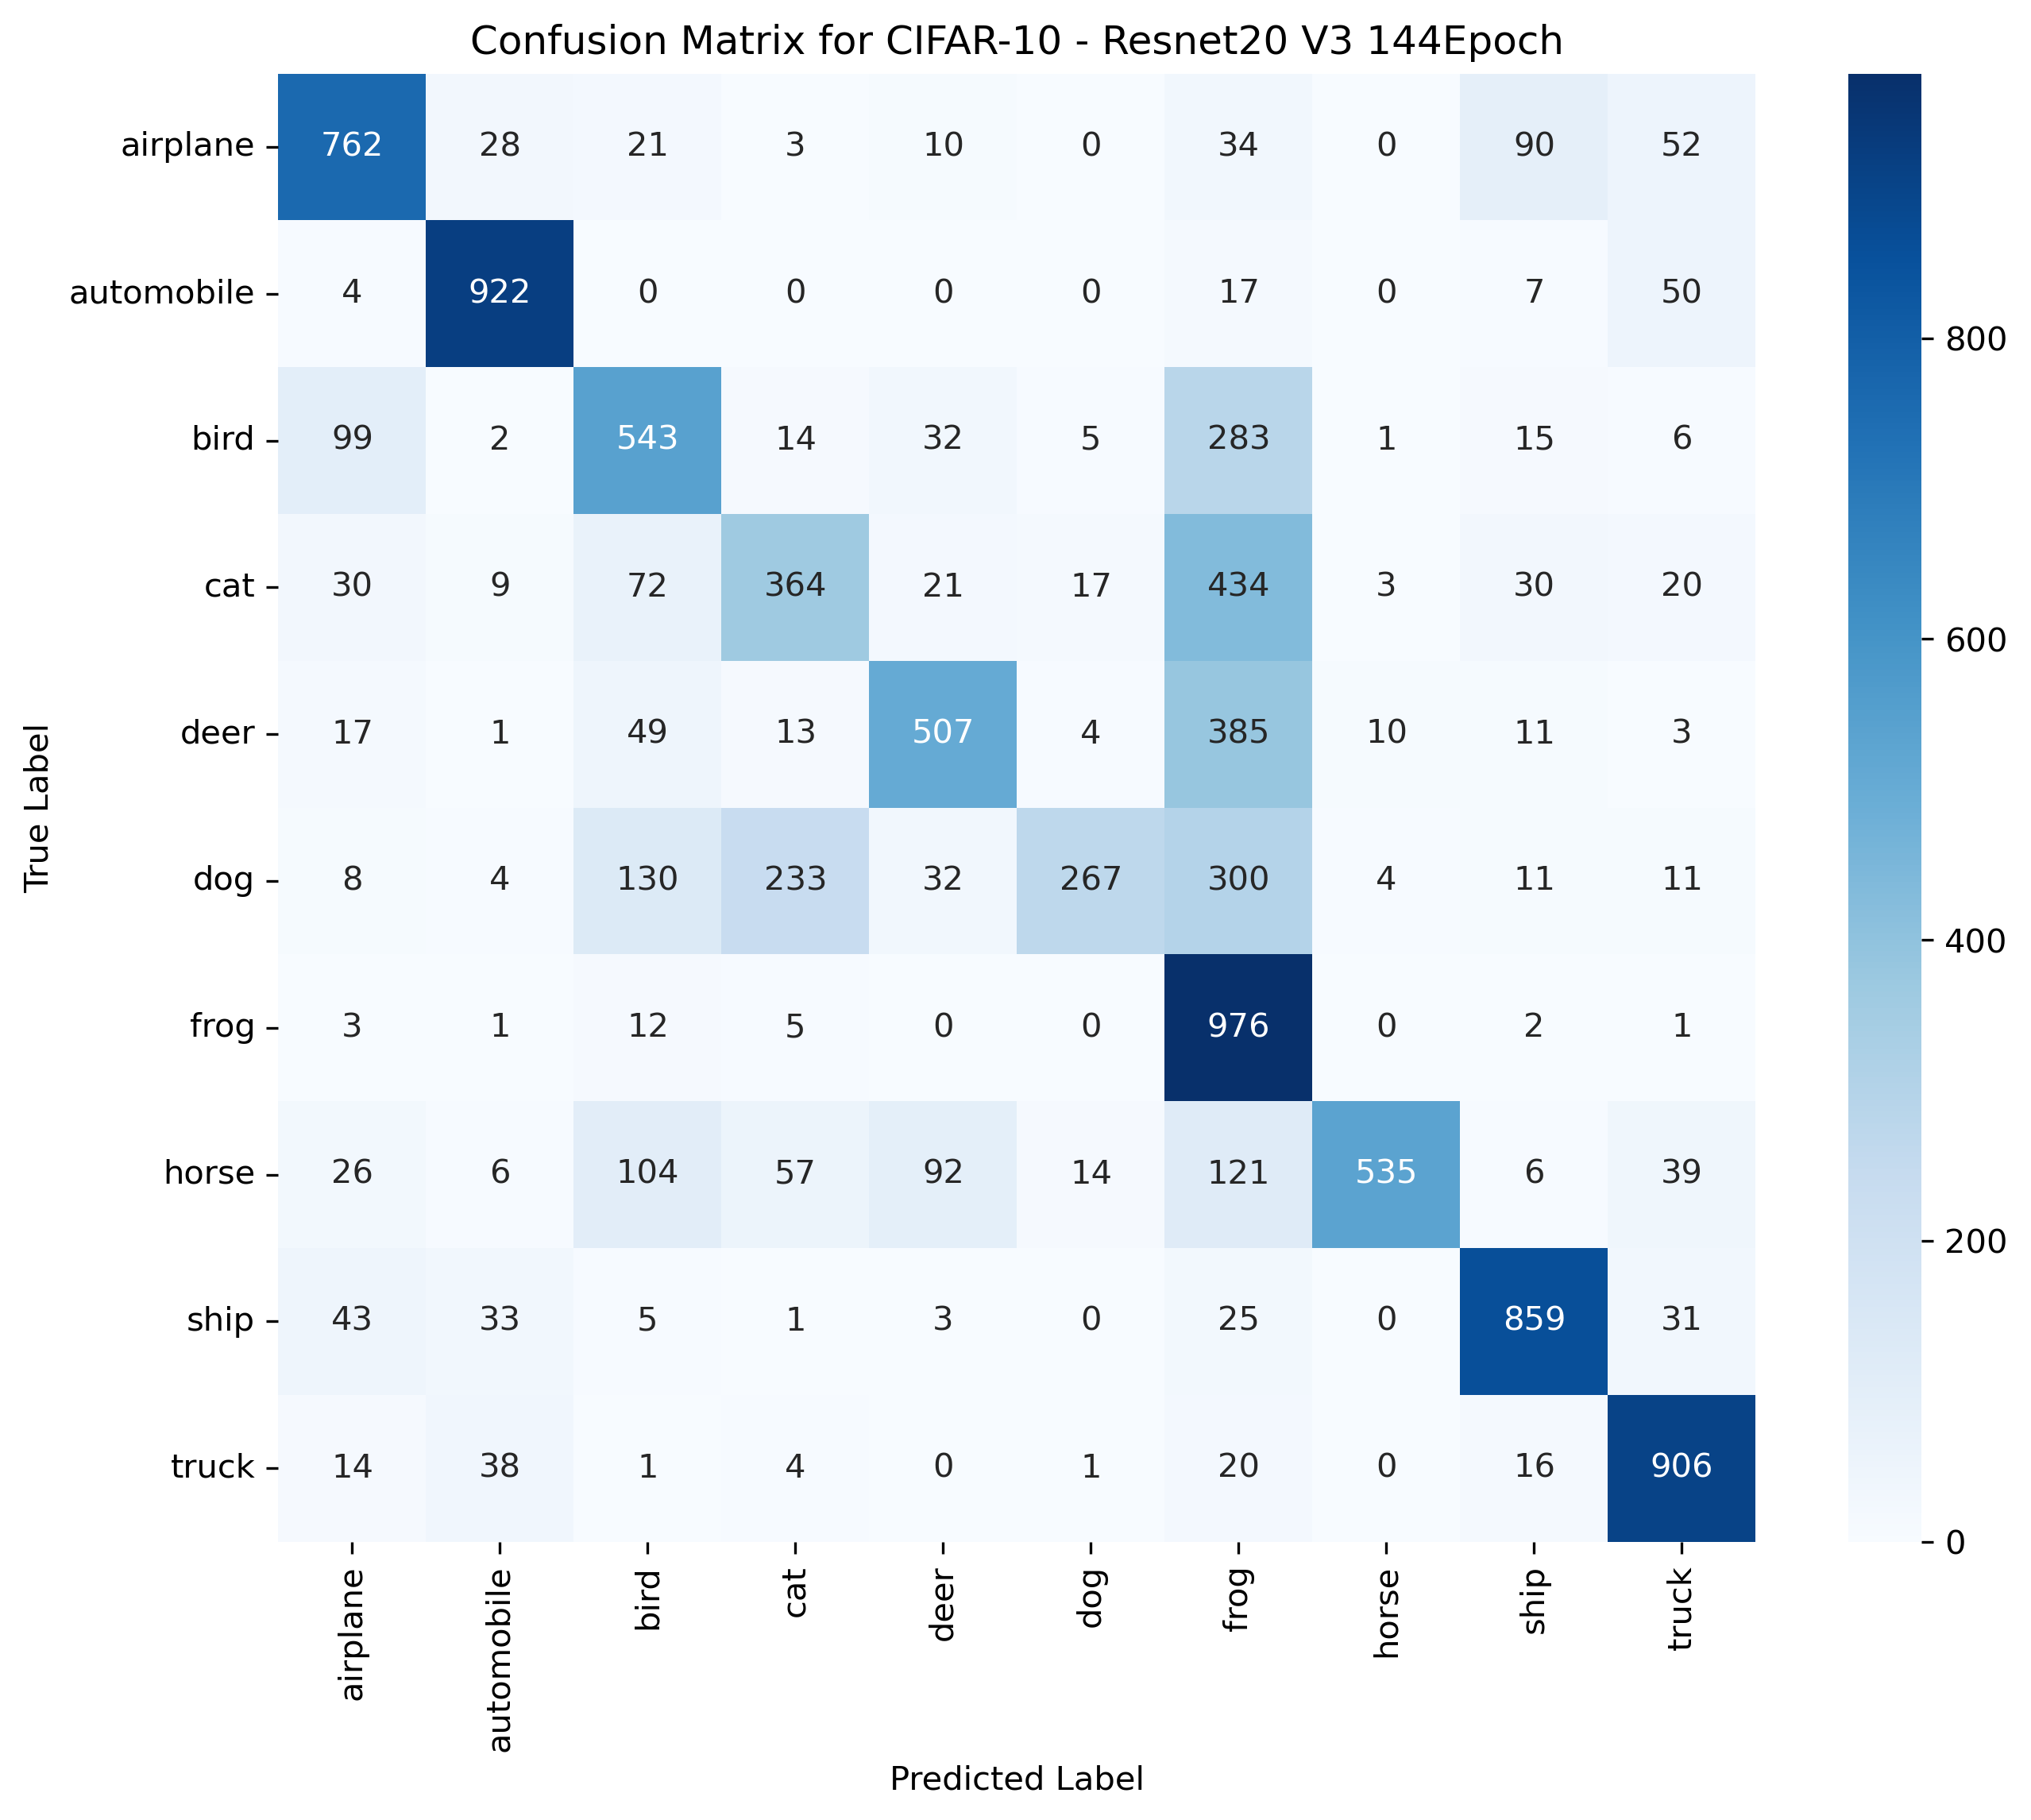 Confusion Matrix for CIFAR-10 - Resnet20 V3 144Epoch
airplane 762 28 21 3 10 0 34 0 90 52
automobile 4 922 0 0 0 0 17 0 7 50
bird 99 2 543 14 32 5 283 1 15 6
cat 30 9 72 364 21 17 434 3 30 20
deer 17 1 49 13 507 4 385 10 11 3
dog 8 4 130 233 32 267 300 4 11 11
frog 3 1 12 5 0 0 976 0 2 1
horse 26 6 104 57 92 14 121 535 6 39
ship 43 33 5 1 3 0 25 0 859 31
truck 14 38 1 4 0 1 20 0 16 906
airplane automobile bird cat deer dog frog horse ship truck
Predicted Label
True Label
800
600
400
200
0